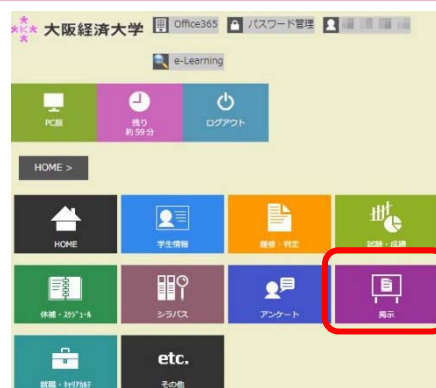 大阪経済大学 Office365 パスワード管理
e-Learning
PC版 残り 約59分 ログアウト
HOME >
HOME 学生情報 履修・判定 試験・成績
休補・ｽｹｼﾞｭｰﾙ シラバス アンケート 掲示
etc.
就職・ｷｬﾘｱｶﾙﾃ その他